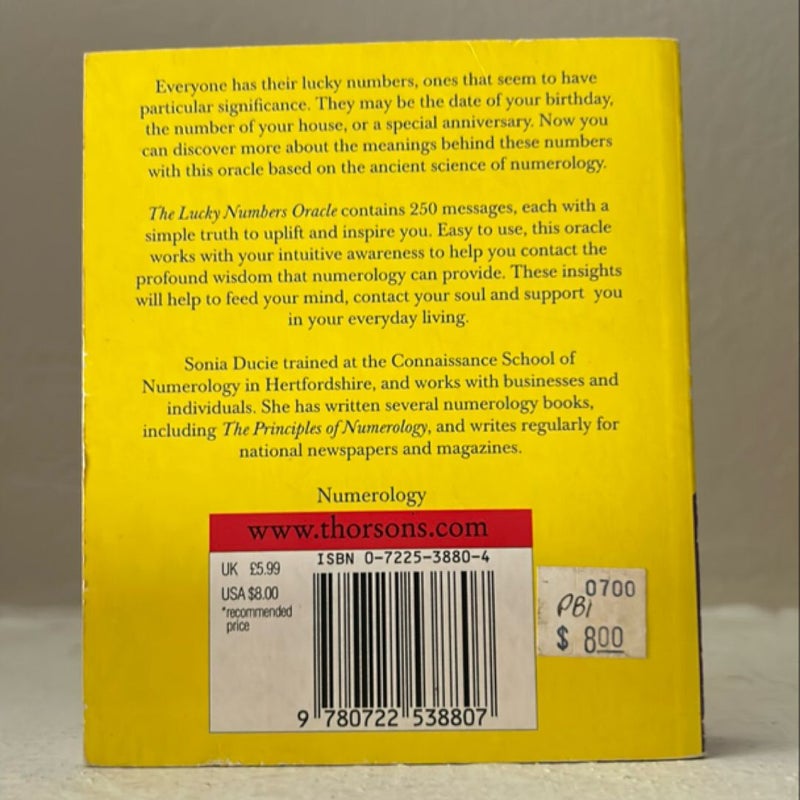 Everyone has their lucky numbers, ones that seem to have
particular significance. They may be the date of your birthday,
the number of your house, or a special anniversary. Now you
can discover more about the meanings behind these numbers
with this oracle based on the ancient science of numerology.
The Lucky Numbers Oracle contains 250 messages, each with a
simple truth to uplift and inspire you. Easy to use, this oracle
works with your intuitive awareness to help you contact the
profound wisdom that numerology can provide. These insights
will help to feed your mind, contact your soul and support you
in your everyday living.
Sonia Ducie trained at the Connaissance School of
Numerology in Hertfordshire, and works with businesses and
individuals. She has written several numerology books,
including The Principles of Numerology, and writes regularly for
national newspapers and magazines.
Numerology
www.thorsons.com
UK £5.99
USA $8.00
*recommended
price
ISBN 0-7225-3880-4
9 780722 538807
0700
PB1
$ 8.00